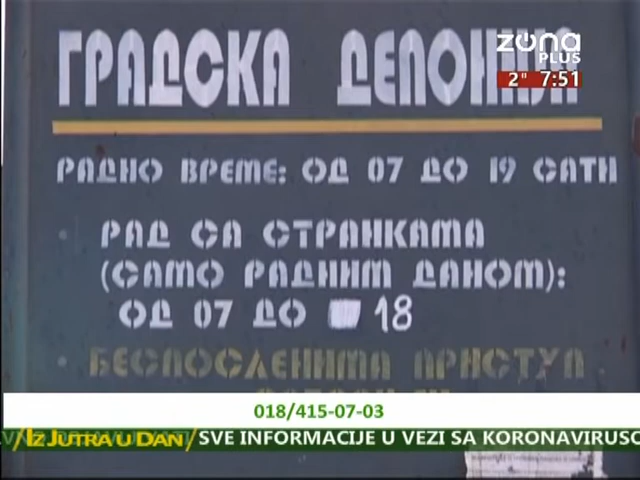 ГРАДСКА ДЕПОНИЈА
zona
PLUS
2° 7:51
РАДНО ВРЕМЕ: ОД 07 ДО 19 САТИ
РАД СА СТРАНКАМА
(САМО РАДНИМ ДАНОМ):
ОД 07 ДО 18
БЕСПОСЛЕНИМА ПРИСТУП
018/415-07-03
IZ JUTRA U DAN / SVE INFORMACIJE U VEZI SA